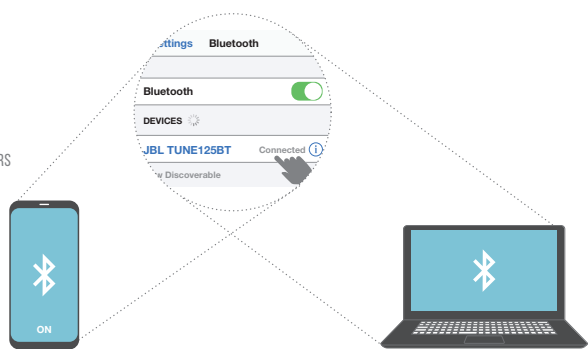 Settings Bluetooth
Bluetooth
DEVICES
JBL TUNE125BT Connected
Now Discoverable
ON